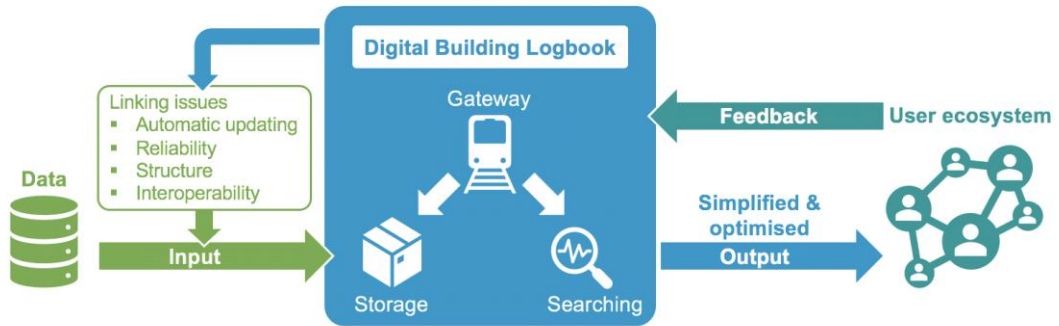 Digital Building Logbook
Gateway
Storage
Searching
Linking issues
▪ Automatic updating
▪ Reliability
▪ Structure
▪ Interoperability
Data
Input
Feedback
User ecosystem
Simplified &
optimised
Output